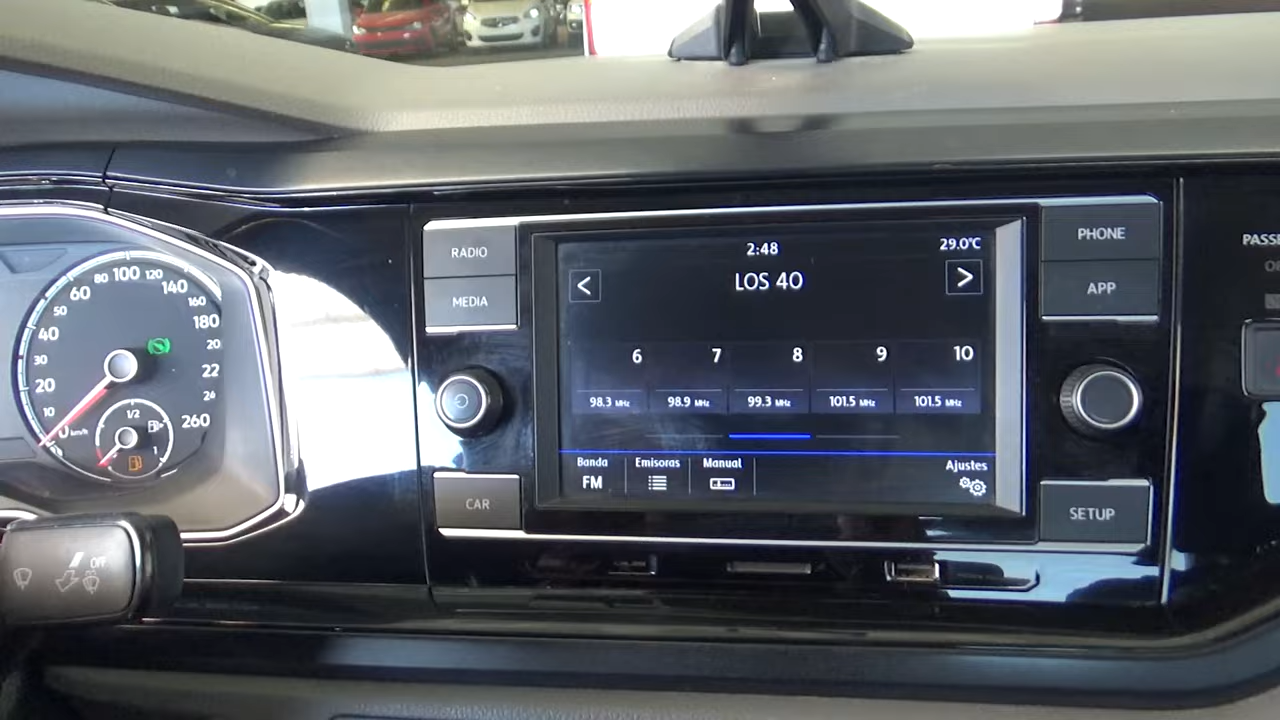 2:48
29.0°C
<
LOS 40
>
6
7
8
9
10
98.3 MHz
98.9 MHz
99.3 MHz
101.5 MHz
101.5 MHz
Banda
FM
Emisoras
Manual
Ajustes
RADIO
MEDIA
CAR
PHONE
APP
SETUP
10
20
30
40
50
60
80
100
120
140
160
180
20
22
24
260
km/h
1/2
1
OFF